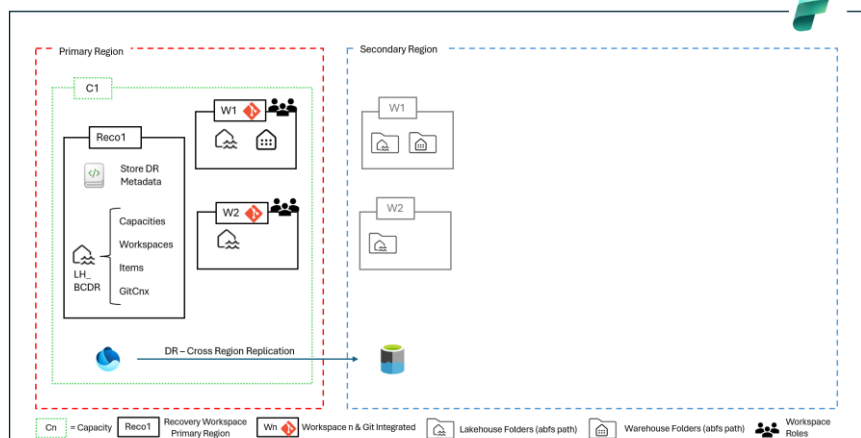 Primary Region
Secondary Region
C1
Reco1
Store DR
Metadata
Capacities
Workspaces
Items
GitCnx
LH_
BCDR
W1
W2
W1
W2
DR – Cross Region Replication
Cn
= Capacity
Reco1
Recovery Workspace
Primary Region
Wn
Workspace n & Git Integrated
Lakehouse Folders (abfs path)
Warehouse Folders (abfs path)
Workspace
Roles